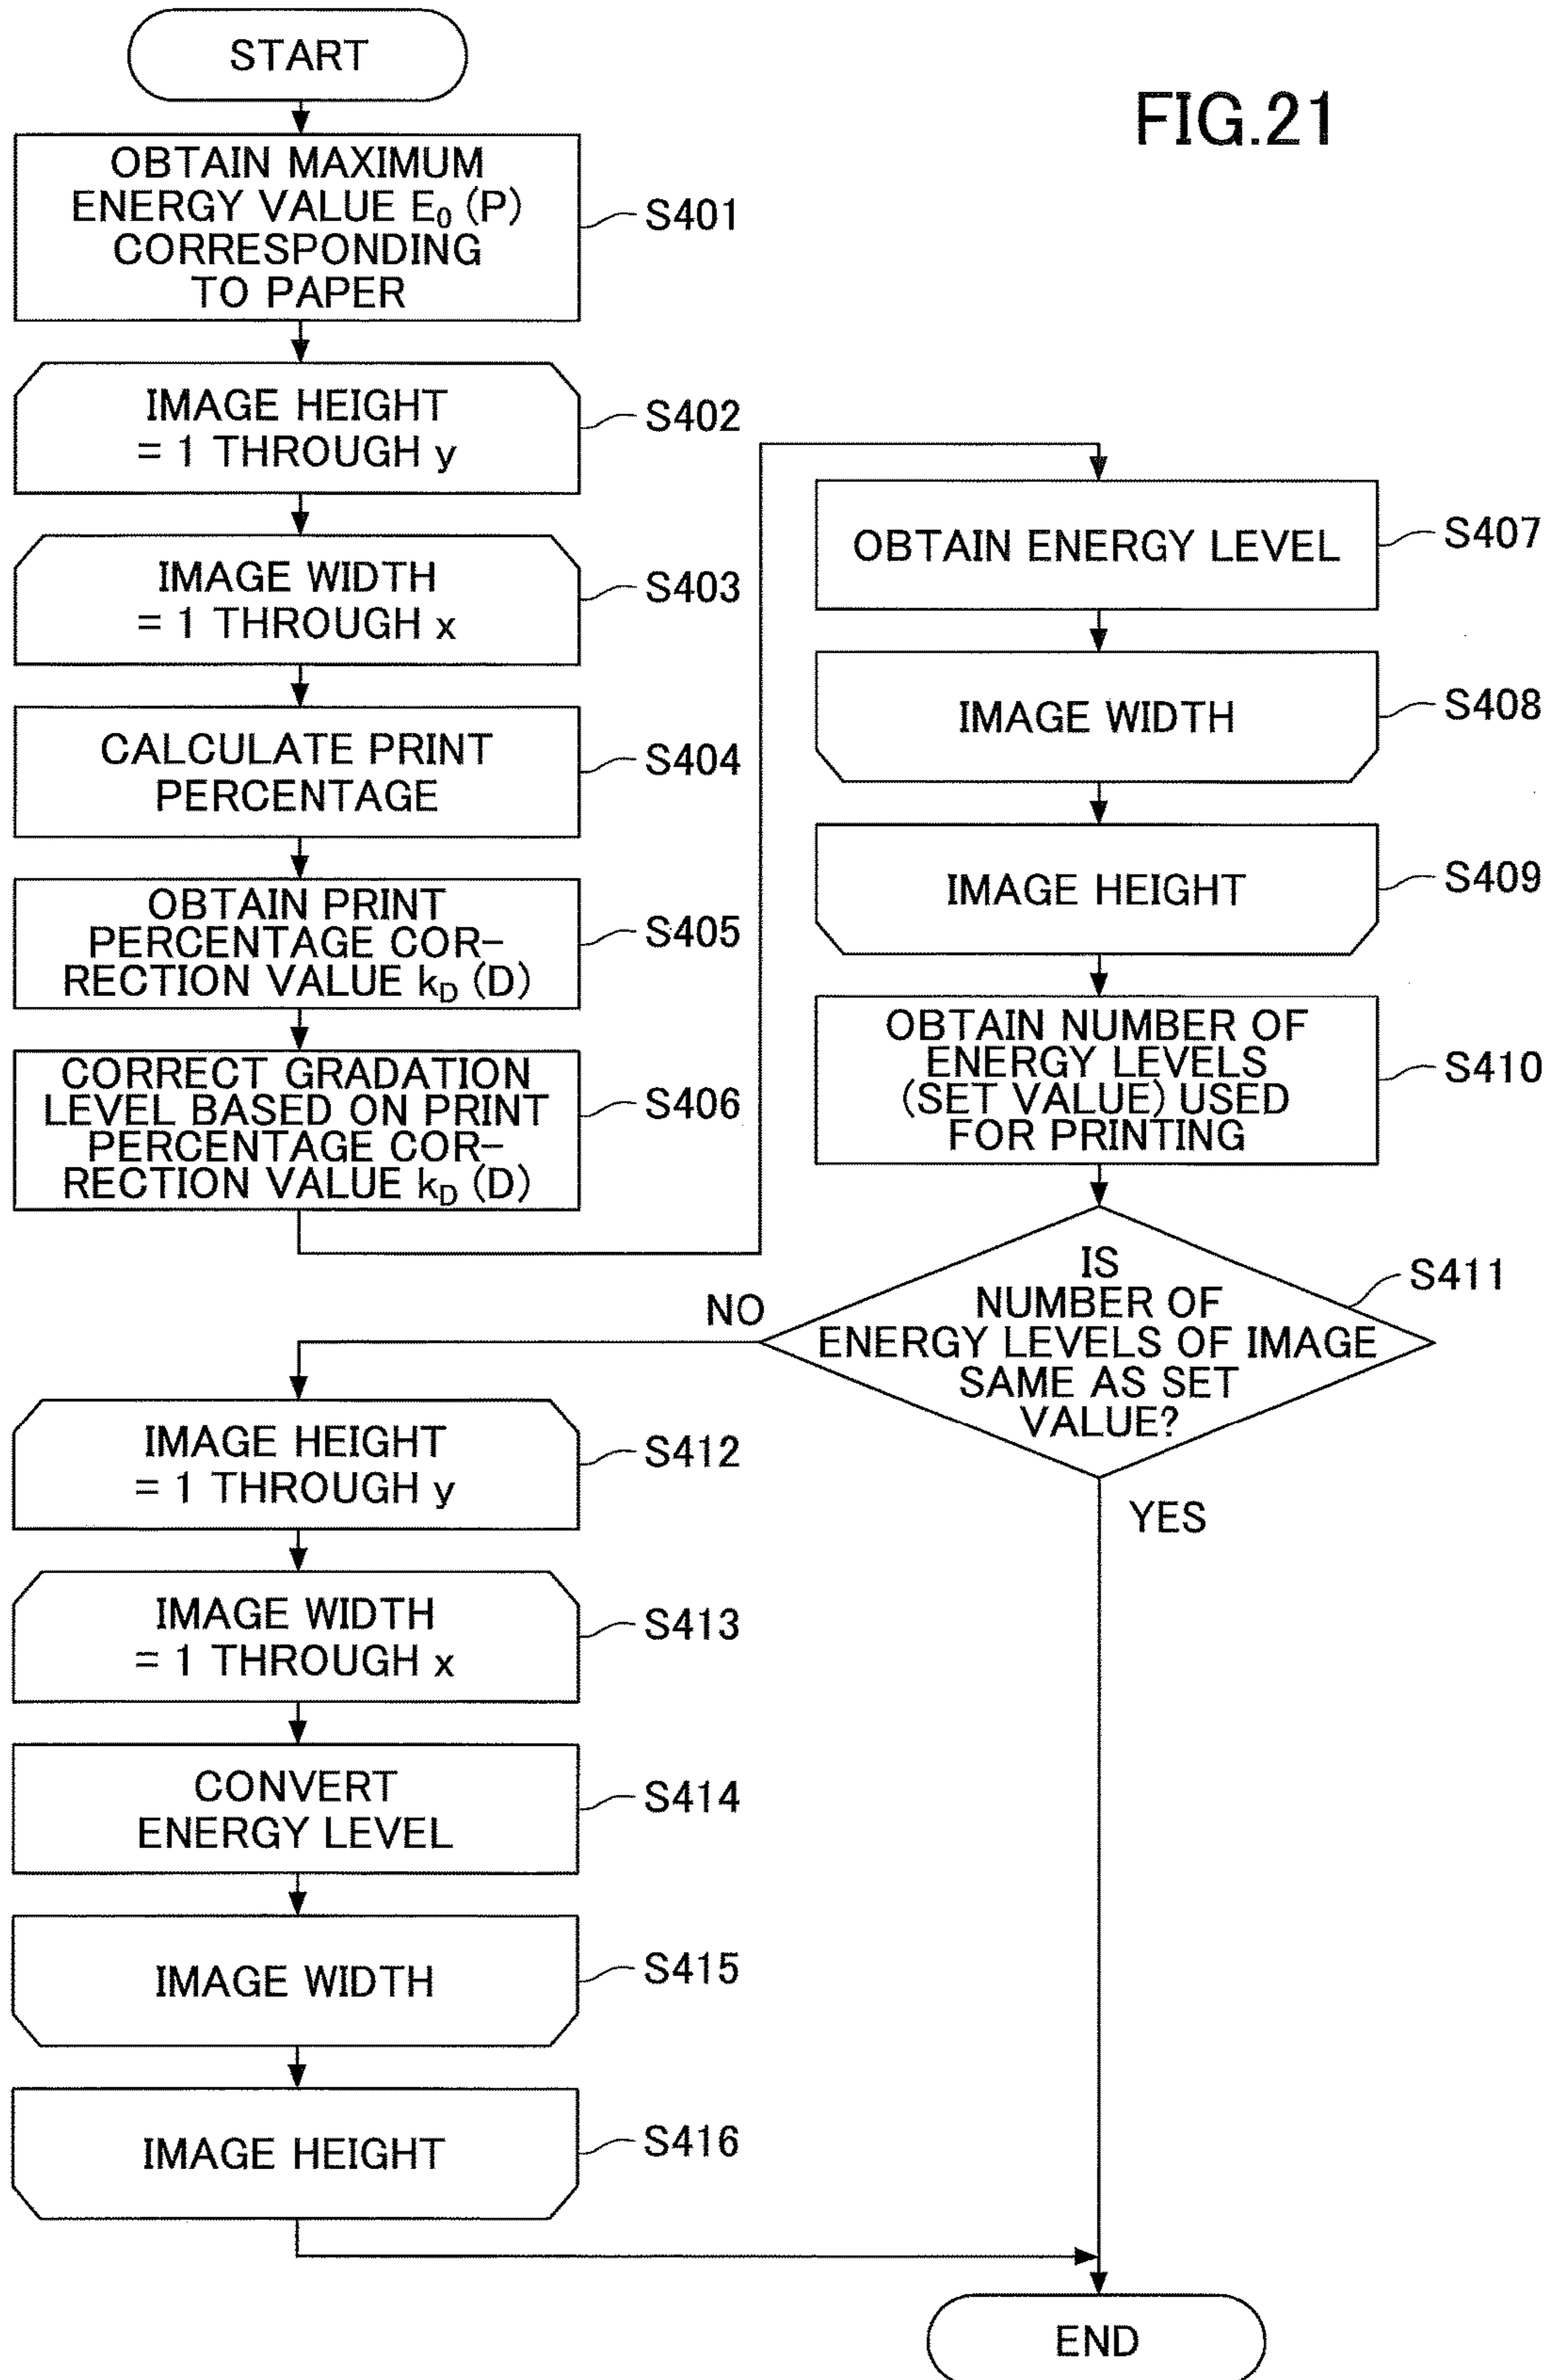 FIG.21
START
OBTAIN MAXIMUM
ENERGY VALUE E₀ (P)
CORRESPONDING
TO PAPER
S401
IMAGE HEIGHT
= 1 THROUGH y
S402
IMAGE WIDTH
= 1 THROUGH x
S403
CALCULATE PRINT
PERCENTAGE
S404
OBTAIN PRINT
PERCENTAGE COR-
RECTION VALUE k_D (D)
S405
CORRECT GRADATION
LEVEL BASED ON PRINT
PERCENTAGE COR-
RECTION VALUE k_D (D)
S406
OBTAIN ENERGY LEVEL
S407
IMAGE WIDTH
S408
IMAGE HEIGHT
S409
OBTAIN NUMBER OF
ENERGY LEVELS
(SET VALUE) USED
FOR PRINTING
S410
IS
NUMBER OF
ENERGY LEVELS OF IMAGE
SAME AS SET
VALUE?
S411
NO
YES
IMAGE HEIGHT
= 1 THROUGH y
S412
IMAGE WIDTH
= 1 THROUGH x
S413
CONVERT
ENERGY LEVEL
S414
IMAGE WIDTH
S415
IMAGE HEIGHT
S416
END